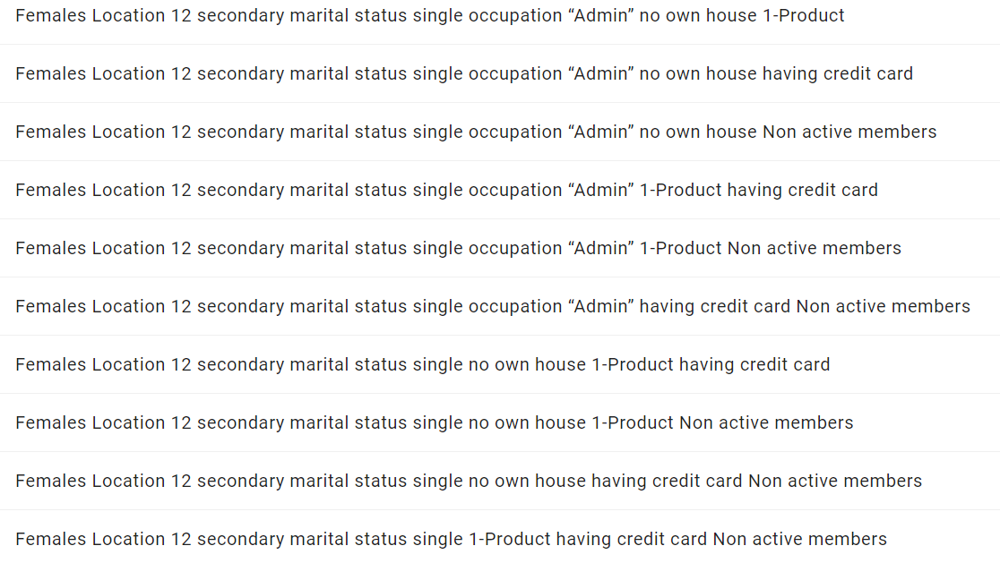 Females Location 12 secondary marital status single occupation “Admin” no own house 1-Product
Females Location 12 secondary marital status single occupation “Admin” no own house having credit card
Females Location 12 secondary marital status single occupation “Admin” no own house Non active members
Females Location 12 secondary marital status single occupation “Admin” 1-Product having credit card
Females Location 12 secondary marital status single occupation “Admin” 1-Product Non active members
Females Location 12 secondary marital status single occupation “Admin” having credit card Non active members
Females Location 12 secondary marital status single no own house 1-Product having credit card
Females Location 12 secondary marital status single no own house 1-Product Non active members
Females Location 12 secondary marital status single no own house having credit card Non active members
Females Location 12 secondary marital status single 1-Product having credit card Non active members